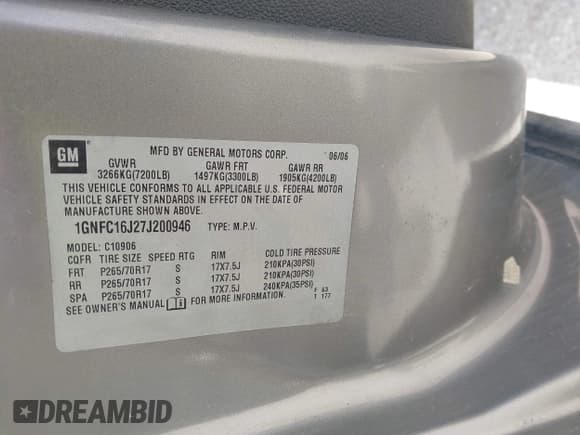 GM
MFD BY GENERAL MOTORS CORP. 06/06
GVWR GAWR FRT GAWR RR
3266KG(7200LB) 1497KG(3300LB) 1905KG(4200LB)
THIS VEHICLE CONFORMS TO ALL APPLICABLE U.S. FEDERAL MOTOR
VEHICLE SAFETY STANDARDS IN EFFECT ON THE DATE OF
MANUFACTURE SHOWN ABOVE.
1GNFC16J27J200946 TYPE: M.P.V.
MODEL: C10906
CQFR TIRE SIZE SPEED RTG RIM COLD TIRE PRESSURE
FRT P265/70R17 S 17X7.5J 210KPA(30PSI)
RR P265/70R17 S 17X7.5J 210KPA(30PSI)
SPA P265/70R17 S 17X7.5J 240KPA(35PSI)
SEE OWNER'S MANUAL FOR MORE INFORMATION.
F 63
1 177
DREAMBID